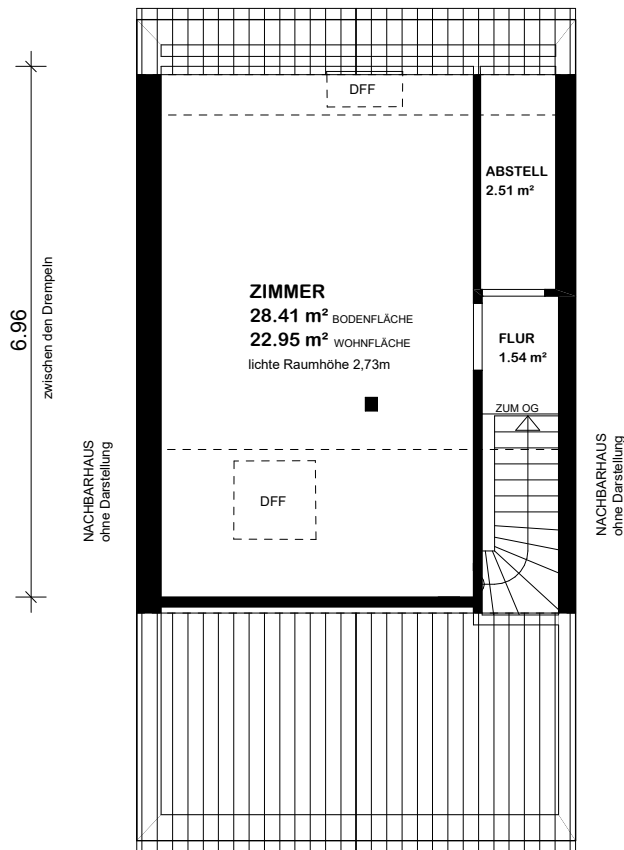 DFF
ABSTELL
2.51 m²
ZIMMER
28.41 m² BODENFLÄCHE
22.95 m² WOHNFLÄCHE
lichte Raumhöhe 2,73m
FLUR
1.54 m²
ZUM OG
DFF
6.96
zwischen den Drempeln
NACHBARHAUS
ohne Darstellung
NACHBARHAUS
ohne Darstellung